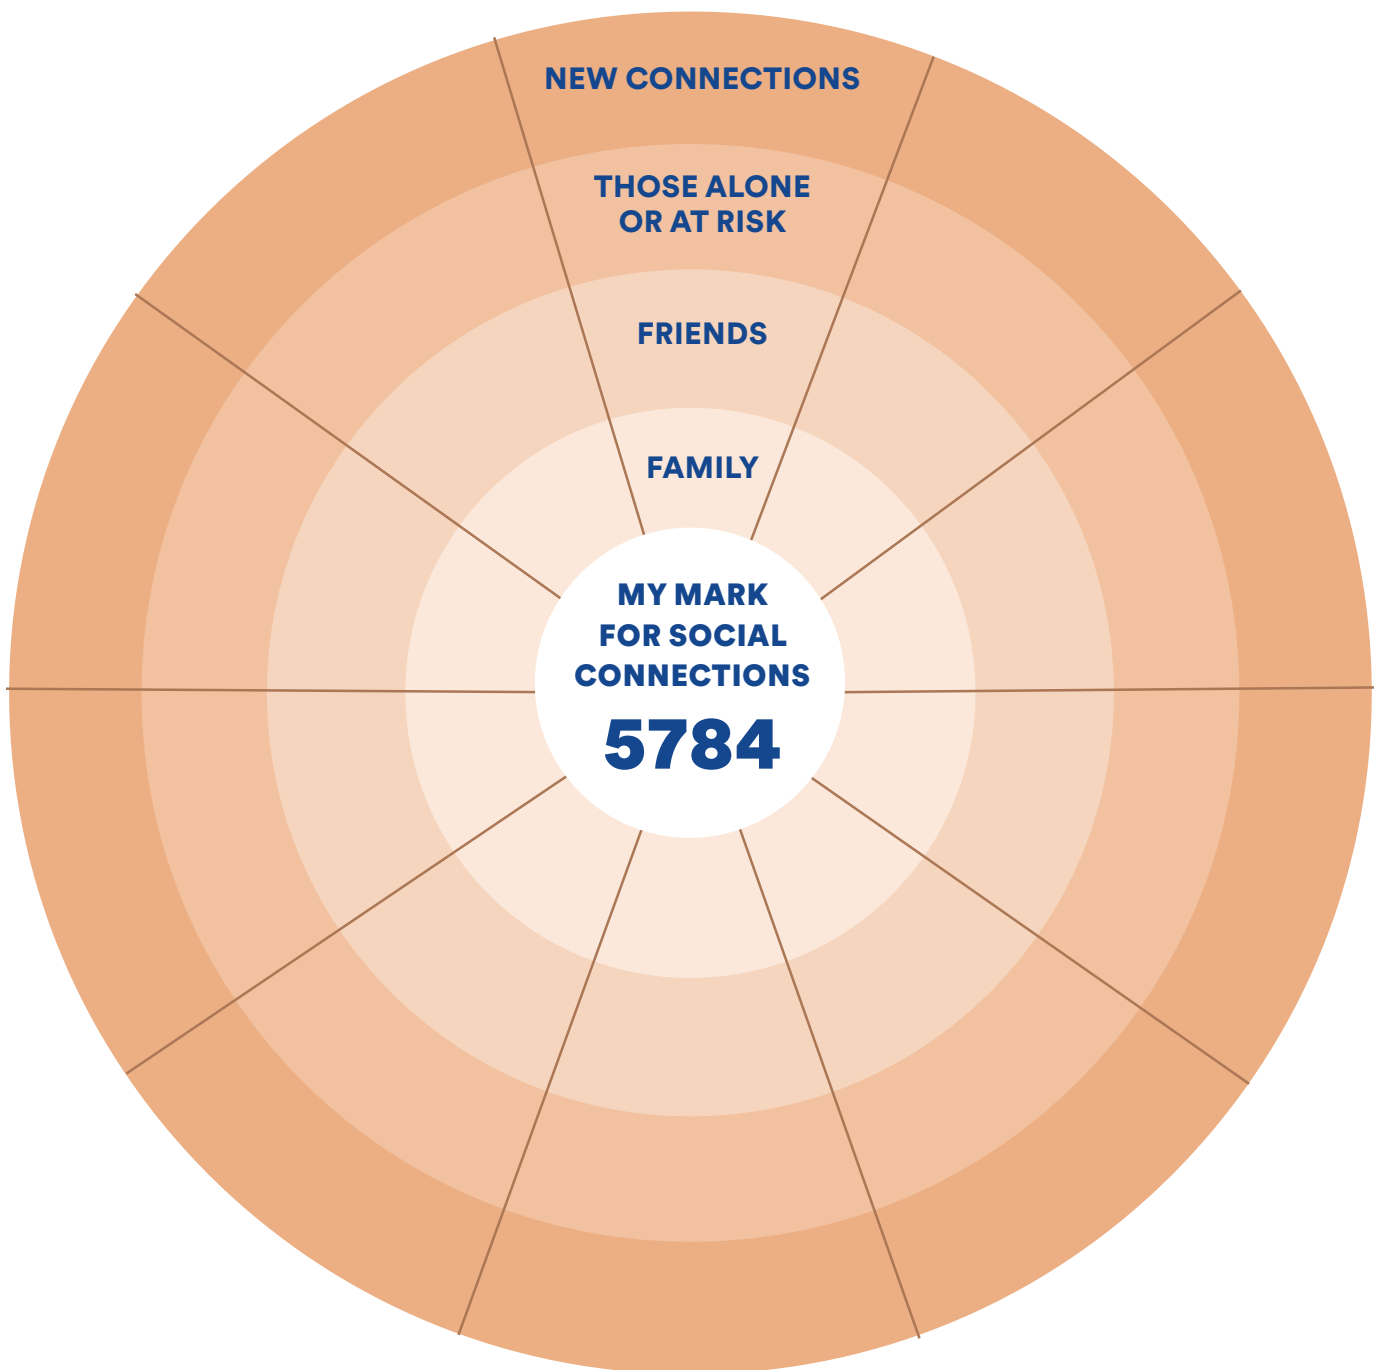 NEW CONNECTIONS
THOSE ALONE
OR AT RISK
FRIENDS
FAMILY
MY MARK
FOR SOCIAL
CONNECTIONS
5784